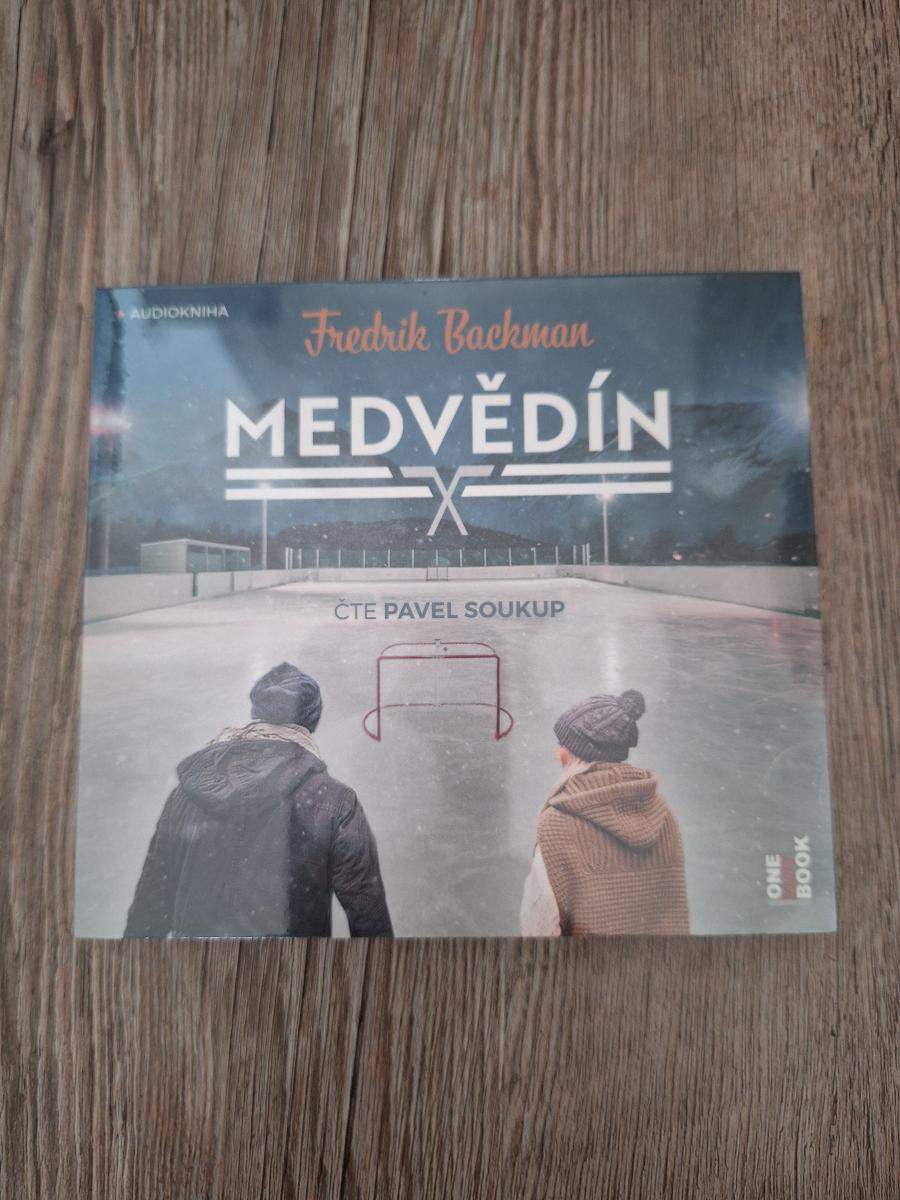 AUDIOKNIHA
Fredrik Backman
MEDVĚDÍN
ČTE PAVEL SOUKUP
ONE
BOOK